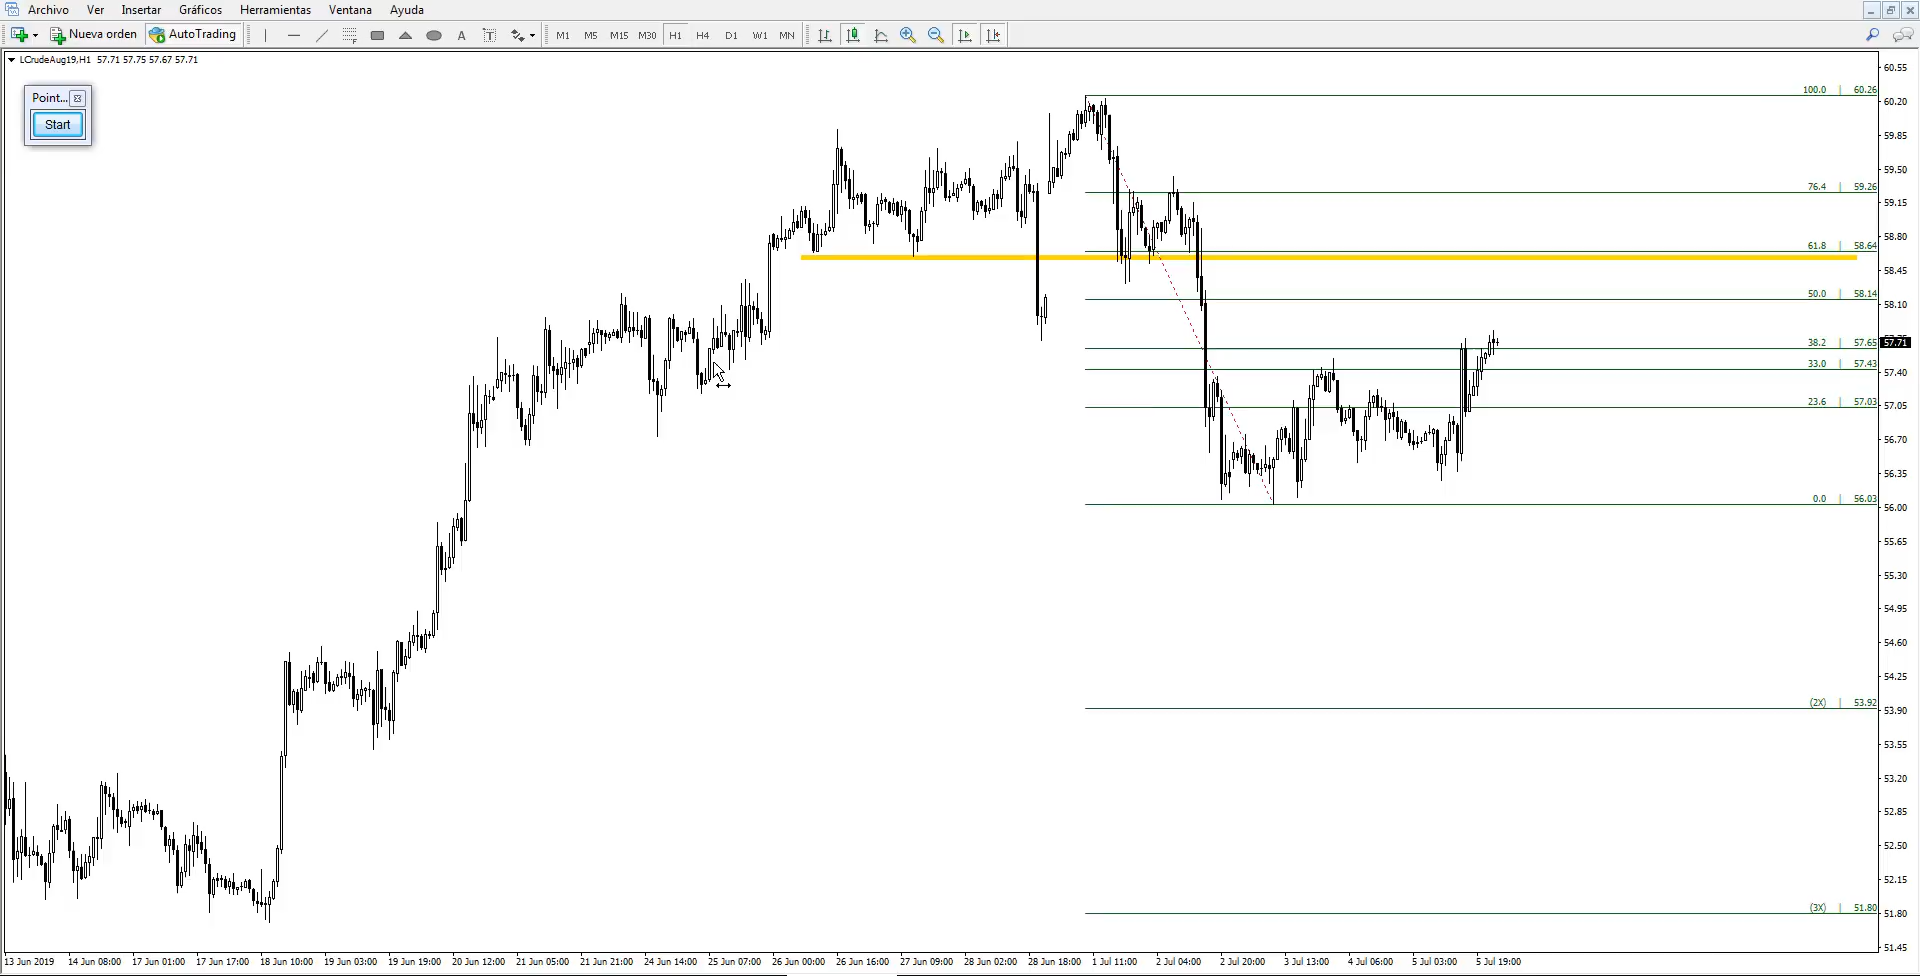 Archivo Ver Insertar Gráficos Herramientas Ventana Ayuda
Nueva orden AutoTrading A T M1 M5 M15 M30 H1 H4 D1 W1 MN
LCrudeAug19,H1 57.71 57.75 57.67 57.71
Point...
Start
100.0 | 60.26
76.4 | 59.26
61.8 | 58.64
50.0 | 58.14
38.2 | 57.65
33.0 | 57.43
23.6 | 57.03
0.0 | 56.03
(2X) | 53.92
(3X) | 51.80
60.55
60.20
59.85
59.50
59.15
58.80
58.45
58.10
57.71
57.40
57.05
56.70
56.35
56.00
55.65
55.30
54.95
54.60
54.25
53.90
53.55
53.20
52.85
52.50
52.15
51.80
51.45
13 Jun 2019 14 Jun 08:00 17 Jun 01:00 17 Jun 17:00 18 Jun 10:00 19 Jun 03:00 19 Jun 19:00 20 Jun 12:00 21 Jun 05:00 21 Jun 21:00 24 Jun 14:00 25 Jun 07:00 26 Jun 00:00 26 Jun 16:00 27 Jun 09:00 28 Jun 02:00 28 Jun 18:00 1 Jul 11:00 2 Jul 04:00 2 Jul 20:00 3 Jul 13:00 4 Jul 06:00 5 Jul 03:00 5 Jul 19:00